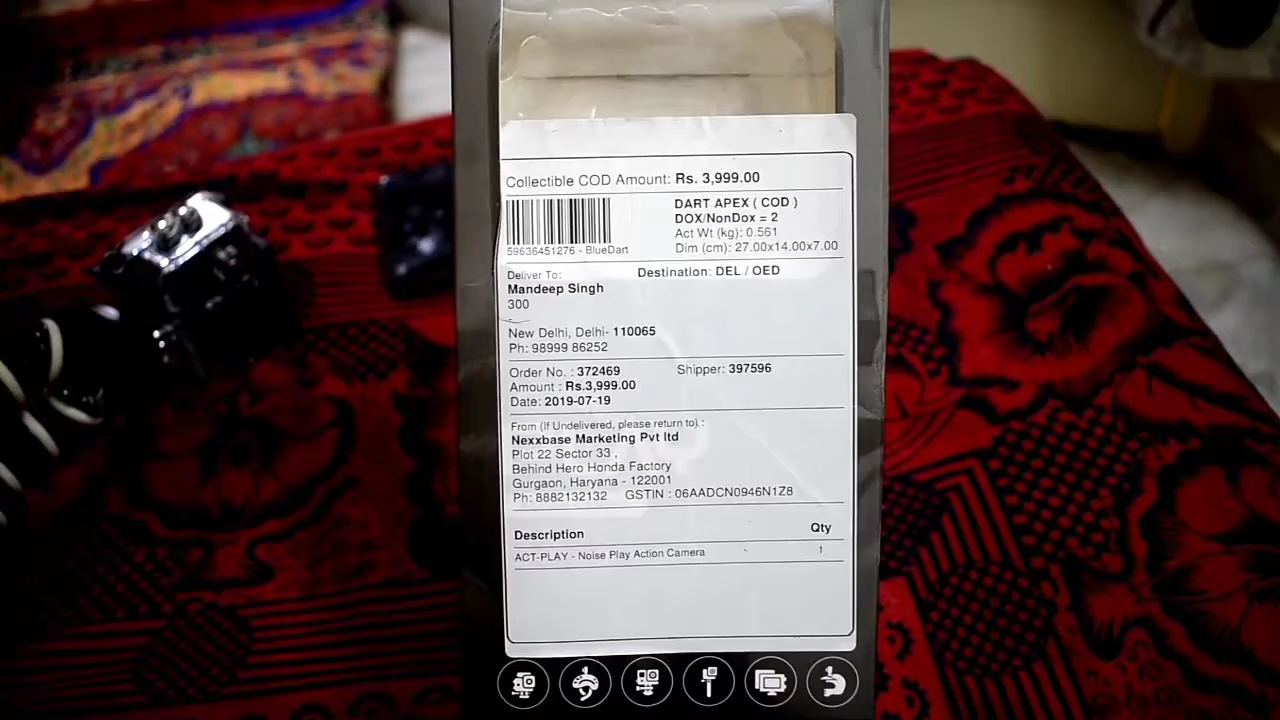 Collectible COD Amount: Rs. 3,999.00
DART APEX ( COD )
DOX/NonDox = 2
Act Wt (kg): 0.561
Dim (cm): 27.00x14.00x7.00
59636451276 - BlueDart
Deliver To:
Destination: DEL / OED
Mandeep Singh
300
New Delhi, Delhi- 110065
Ph: 98999 86252
Order No. : 372469
Shipper: 397596
Amount : Rs.3,999.00
Date: 2019-07-19
From (If Undelivered, please return to) :
Nexxbase Marketing Pvt ltd
Plot 22 Sector 33 ,
Behind Hero Honda Factory
Gurgaon, Haryana - 122001
Ph: 8882132132 GSTIN : 06AADCN0946N1Z8
Description Qty
ACT-PLAY - Noise Play Action Camera 1